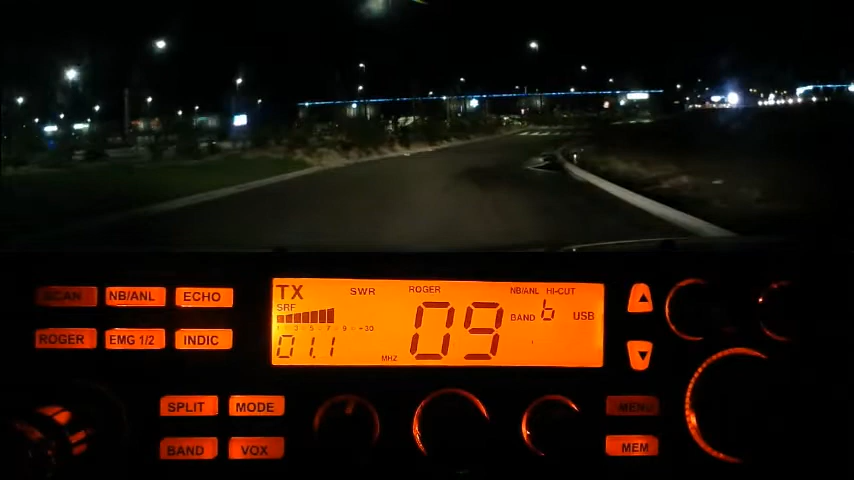 SCAN NB/ANL ECHO
ROGER EMG 1/2 INDIC
SPLIT MODE
BAND VOX
TX SWR ROGER NB/ANL HI-CUT
SRF
1 3 5 7 9 +30
BAND b USB
01.1 MHZ 09
MENU
MEM